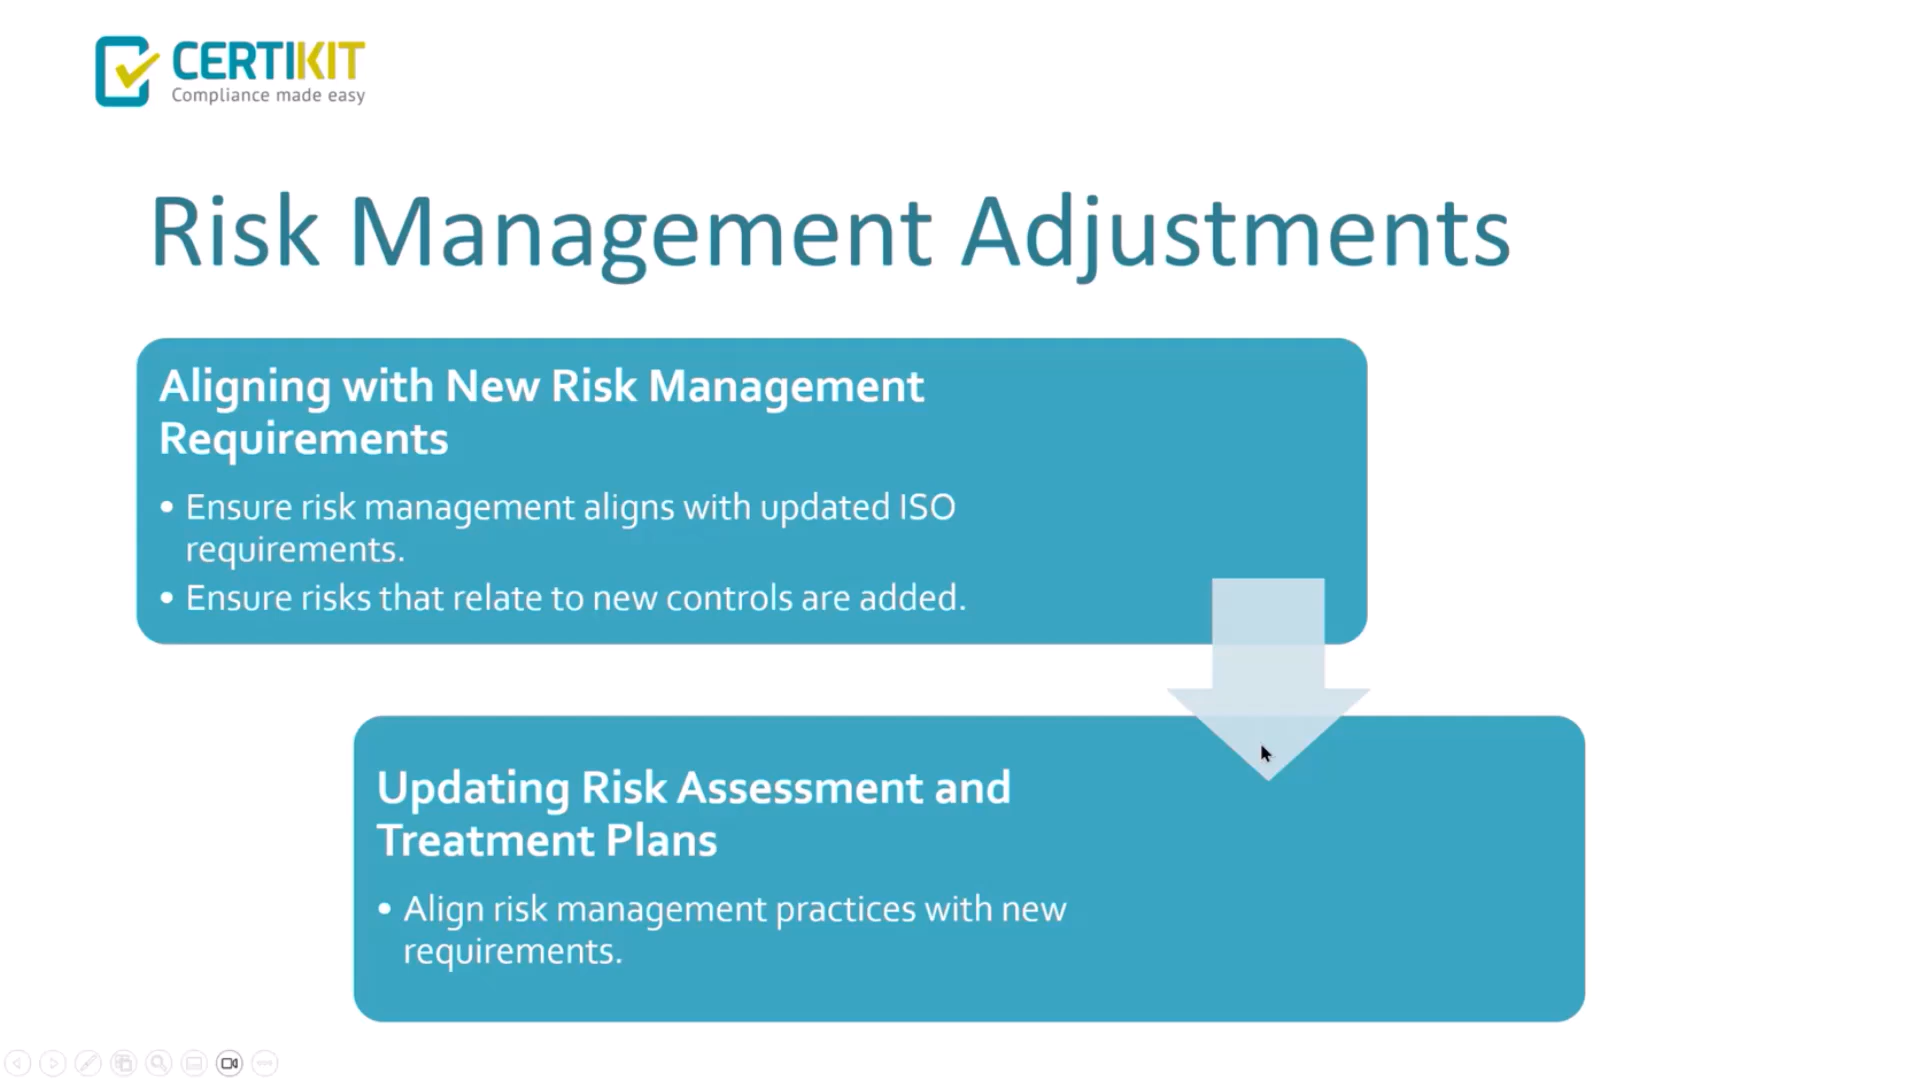 CERTIKIT
Compliance made easy
Risk Management Adjustments
Aligning with New Risk Management
Requirements
• Ensure risk management aligns with updated ISO
requirements.
• Ensure risks that relate to new controls are added.
Updating Risk Assessment and
Treatment Plans
• Align risk management practices with new
requirements.